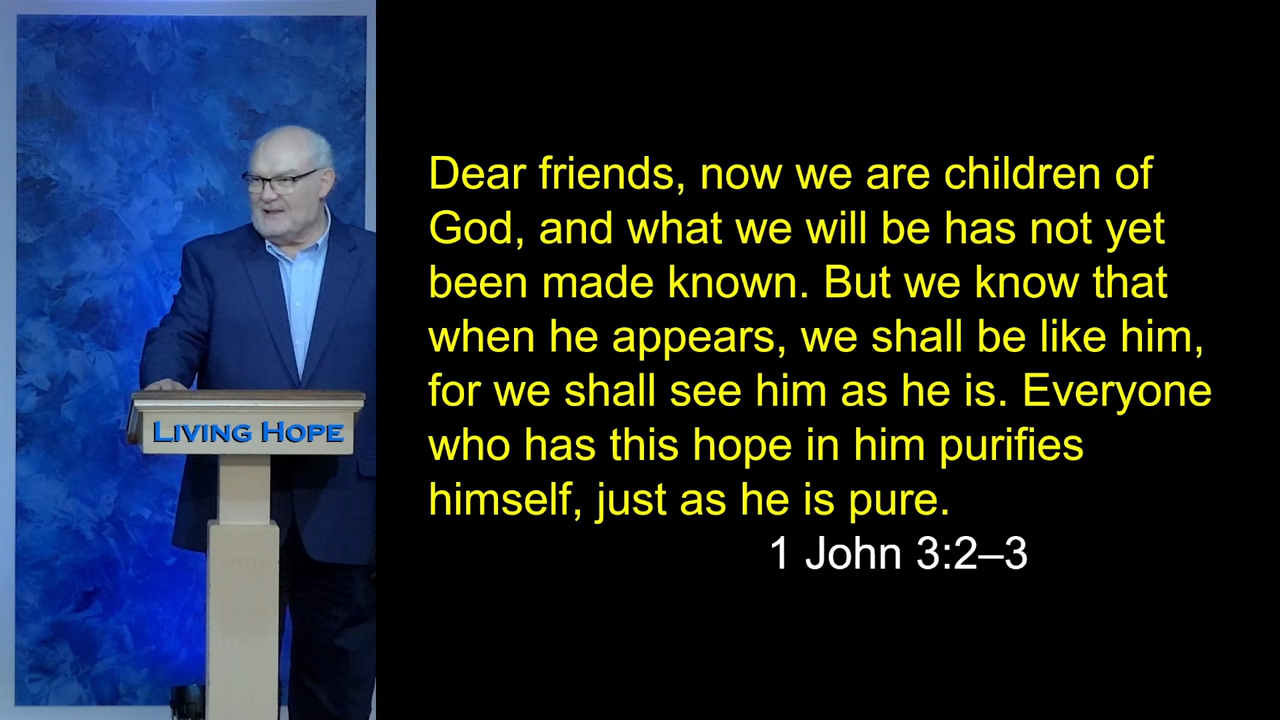 Dear friends, now we are children of
God, and what we will be has not yet
been made known. But we know that
when he appears, we shall be like him,
for we shall see him as he is. Everyone
who has this hope in him purifies
himself, just as he is pure.
1 John 3:2–3
LIVING HOPE